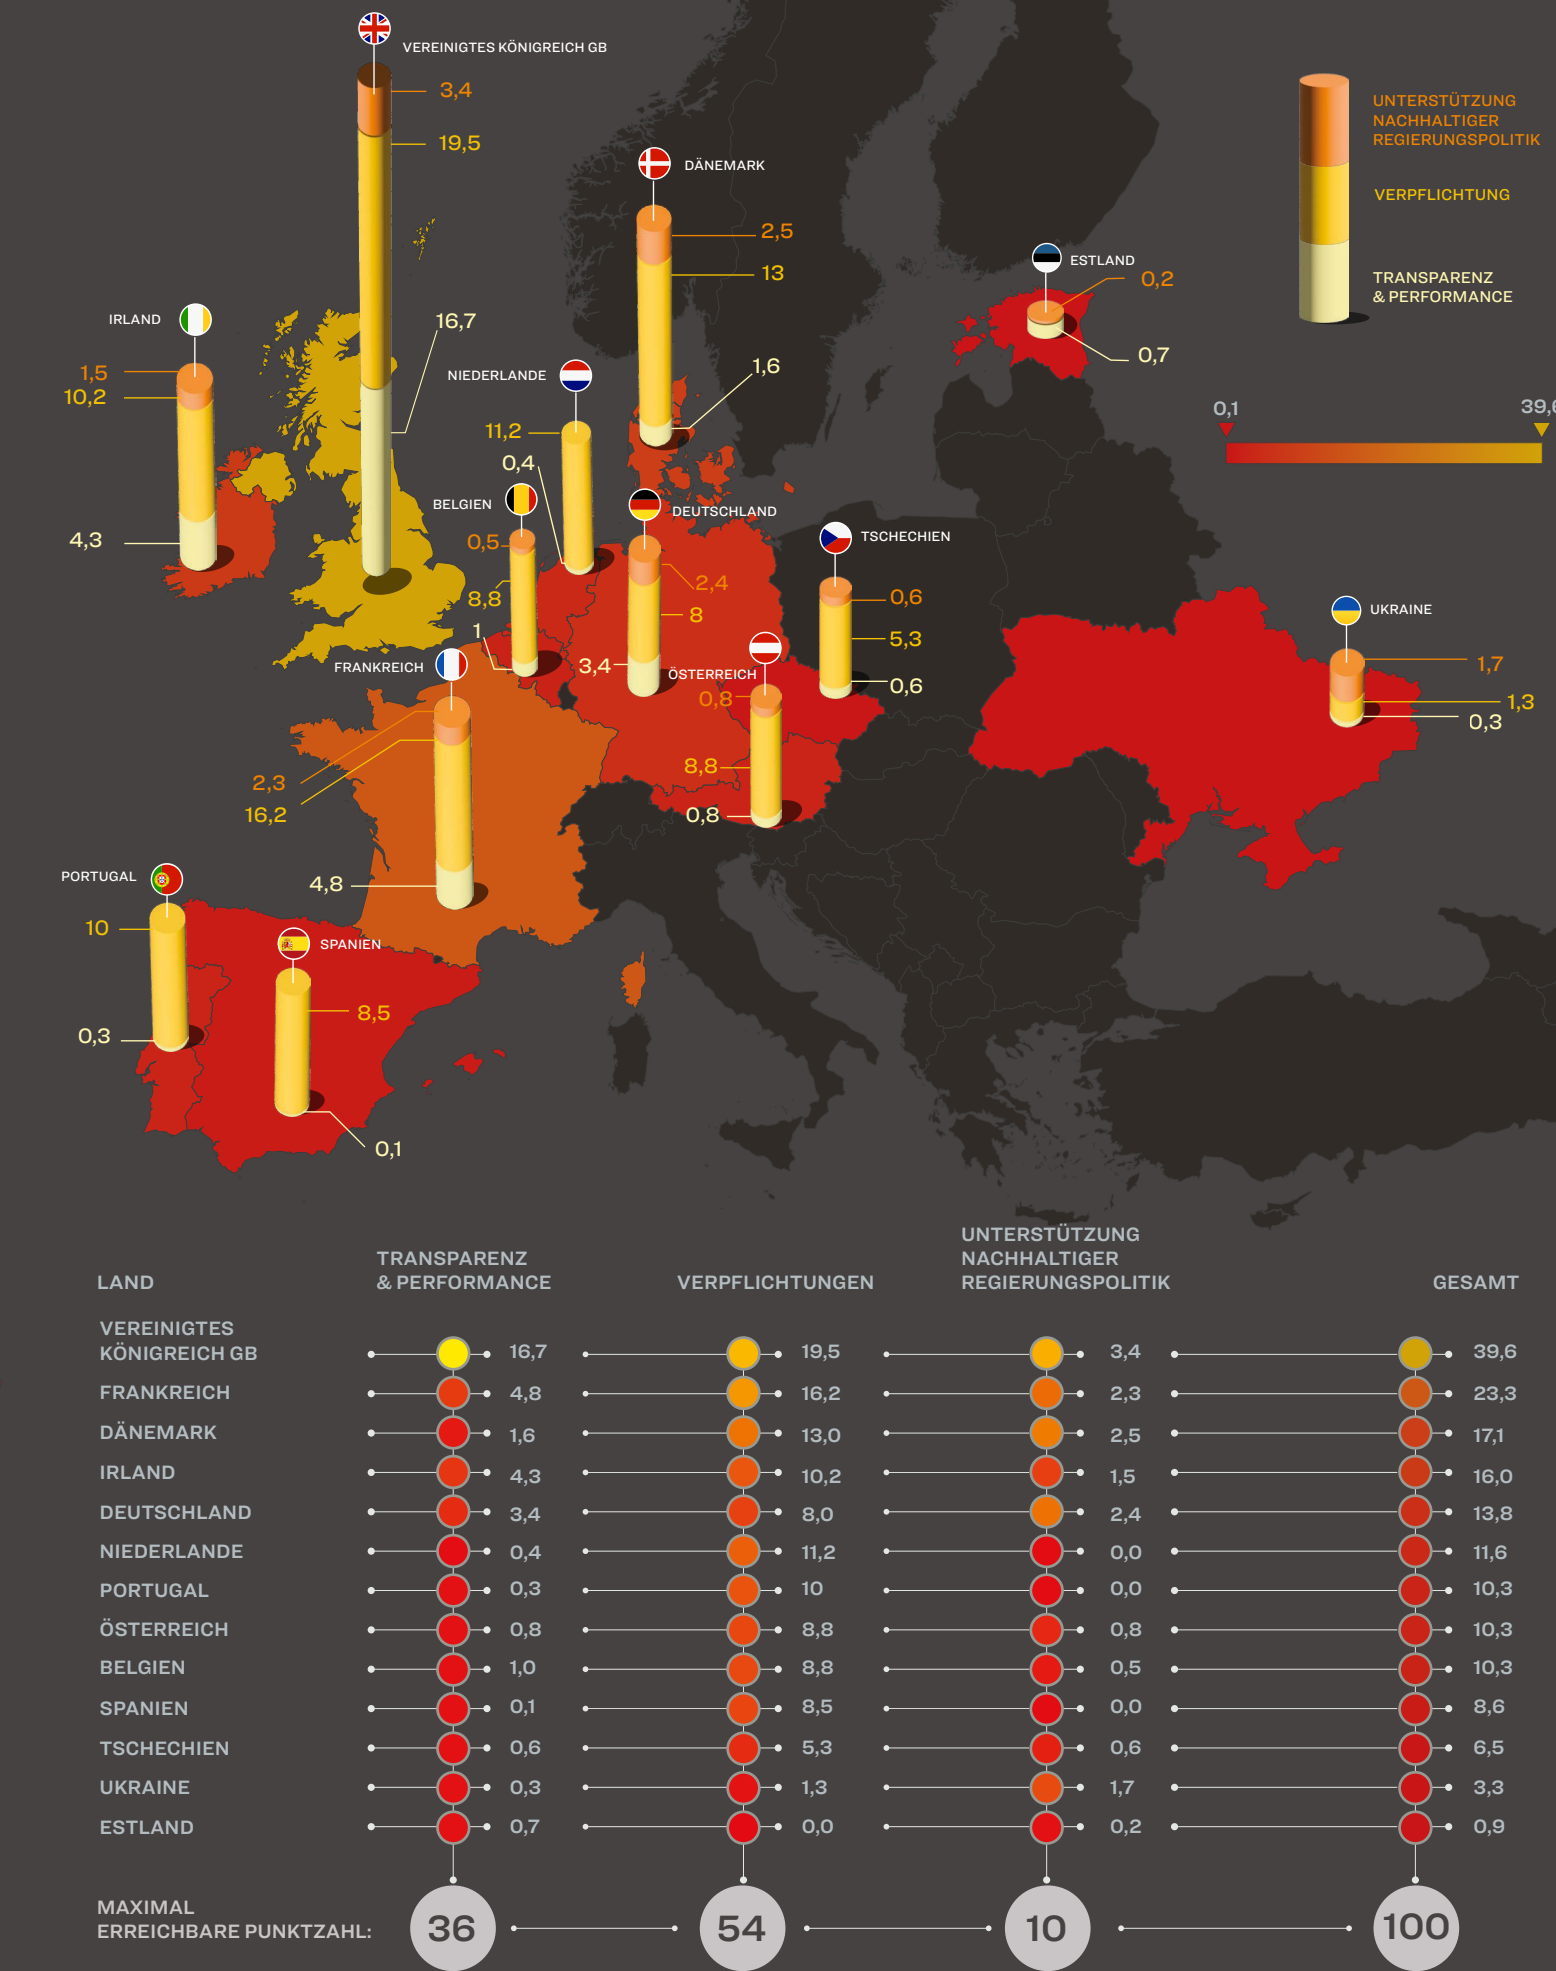 VEREINIGTES KÖNIGREICH GB
3,4
19,5
16,7
DÄNEMARK
2,5
13
1,6
ESTLAND
0,2
0,7
UNTERSTÜTZUNG
NACHHALTIGER
REGIERUNGSPOLITIK
VERPFLICHTUNG
TRANSPARENZ
& PERFORMANCE
0,1
39,6
IRLAND
1,5
10,2
4,3
NIEDERLANDE
11,2
0,4
BELGIEN
0,5
8,8
1
DEUTSCHLAND
2,4
8
3,4
TSCHECHIEN
0,6
5,3
0,6
ÖSTERREICH
0,8
8,8
0,8
UKRAINE
1,7
1,3
0,3
FRANKREICH
2,3
16,2
4,8
PORTUGAL
10
0,3
SPANIEN
8,5
0,1
LAND
TRANSPARENZ
& PERFORMANCE
VERPFLICHTUNGEN
UNTERSTÜTZUNG
NACHHALTIGER
REGIERUNGSPOLITIK
GESAMT
VEREINIGTES
KÖNIGREICH GB 16,7 19,5 3,4 39,6
FRANKREICH 4,8 16,2 2,3 23,3
DÄNEMARK 1,6 13,0 2,5 17,1
IRLAND 4,3 10,2 1,5 16,0
DEUTSCHLAND 3,4 8,0 2,4 13,8
NIEDERLANDE 0,4 11,2 0,0 11,6
PORTUGAL 0,3 10 0,0 10,3
ÖSTERREICH 0,8 8,8 0,8 10,3
BELGIEN 1,0 8,8 0,5 10,3
SPANIEN 0,1 8,5 0,0 8,6
TSCHECHIEN 0,6 5,3 0,6 6,5
UKRAINE 0,3 1,3 1,7 3,3
ESTLAND 0,7 0,0 0,2 0,9
MAXIMAL
ERREICHBARE PUNKTZAHL: 36 54 10 100